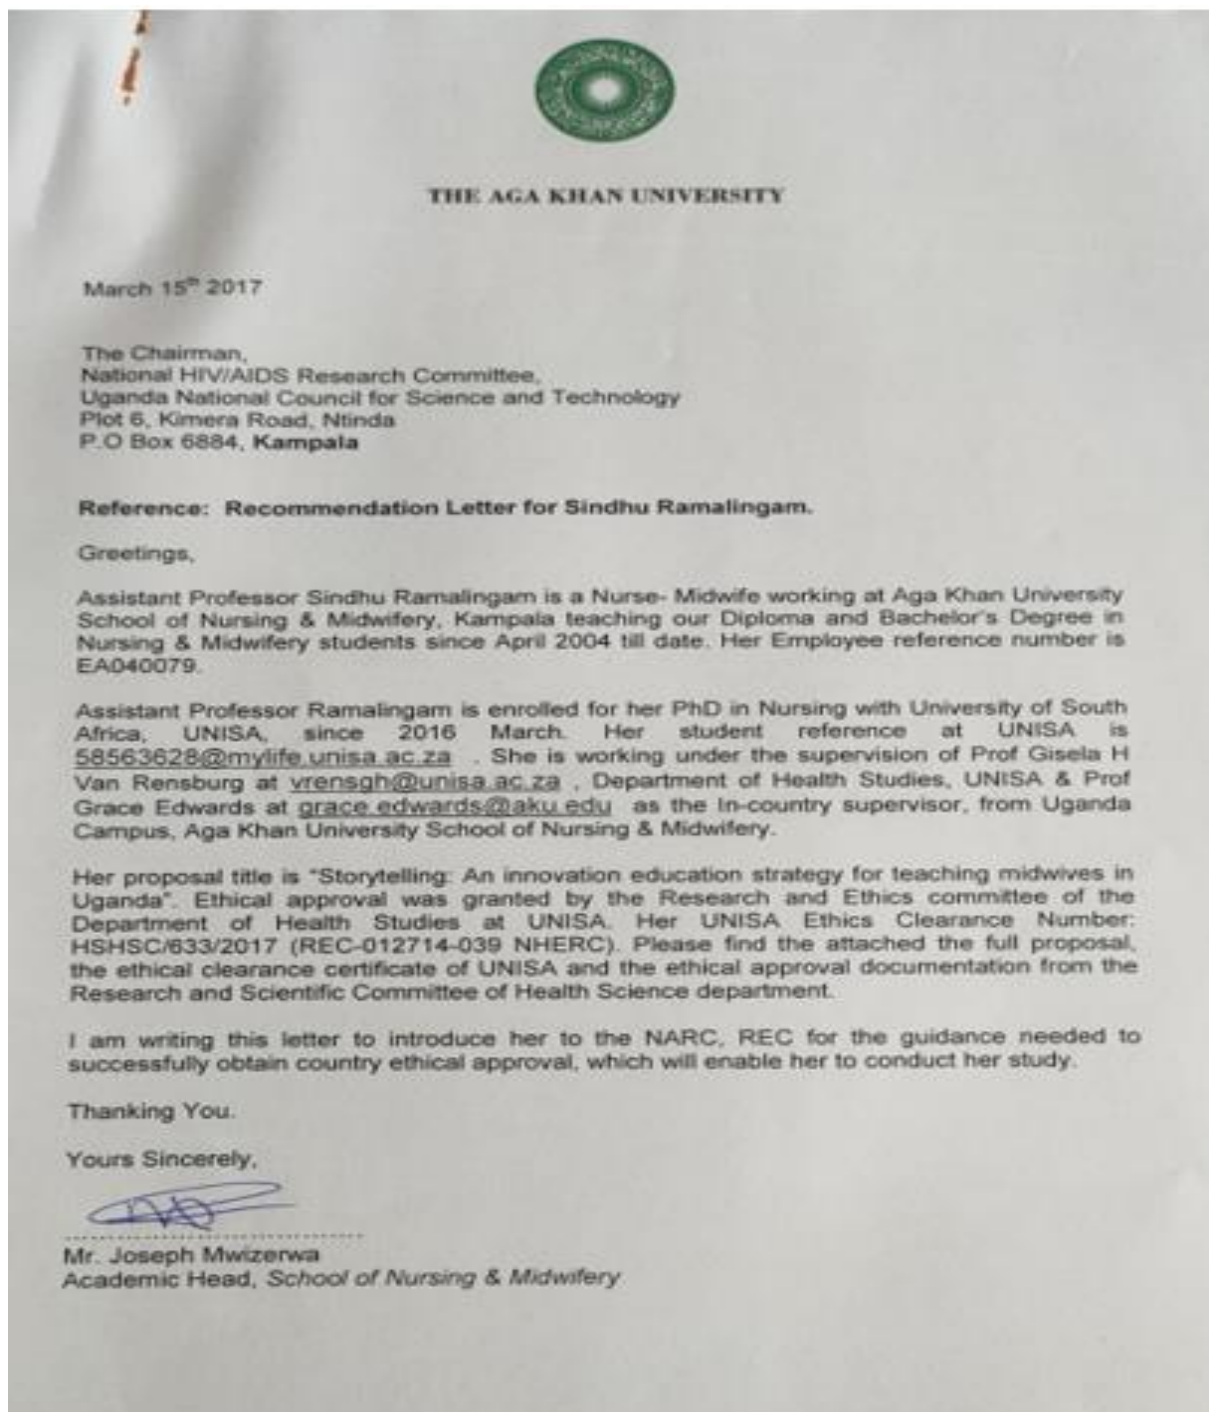 THE AGA KHAN UNIVERSITY
March 15th 2017
The Chairman,
National HIV/AIDS Research Committee,
Uganda National Council for Science and Technology
Plot 6, Kimera Road, Ntinda
P.O Box 6884, Kampala
Reference: Recommendation Letter for Sindhu Ramalingam.
Greetings,
Assistant Professor Sindhu Ramalingam is a Nurse- Midwife working at Aga Khan University
School of Nursing & Midwifery, Kampala teaching our Diploma and Bachelor's Degree in
Nursing & Midwifery students since April 2004 till date. Her Employee reference number is
EA040079.
Assistant Professor Ramalingam is enrolled for her PhD in Nursing with University of South
Africa, UNISA, since 2016 March. Her student reference at UNISA is
58563628@mylife.unisa.ac.za . She is working under the supervision of Prof Gisela H
Van Rensburg at vrensgh@unisa.ac.za , Department of Health Studies, UNISA & Prof
Grace Edwards at grace.edwards@aku.edu as the In-country supervisor, from Uganda
Campus, Aga Khan University School of Nursing & Midwifery.
Her proposal title is "Storytelling: An innovation education strategy for teaching midwives in
Uganda". Ethical approval was granted by the Research and Ethics committee of the
Department of Health Studies at UNISA. Her UNISA Ethics Clearance Number:
HSHSC/633/2017 (REC-012714-039 NHERC). Please find the attached the full proposal,
the ethical clearance certificate of UNISA and the ethical approval documentation from the
Research and Scientific Committee of Health Science department.
I am writing this letter to introduce her to the NARC, REC for the guidance needed to
successfully obtain country ethical approval, which will enable her to conduct her study.
Thanking You.
Yours Sincerely,
Mr. Joseph Mwizerwa
Academic Head, School of Nursing & Midwifery